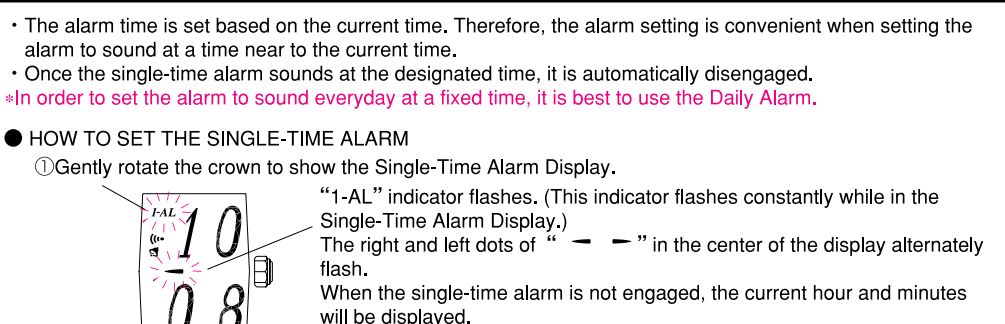 ・The alarm time is set based on the current time. Therefore, the alarm setting is convenient when setting the
alarm to sound at a time near to the current time.
・Once the single-time alarm sounds at the designated time, it is automatically disengaged.
*In order to set the alarm to sound everyday at a fixed time, it is best to use the Daily Alarm.
● HOW TO SET THE SINGLE-TIME ALARM
①Gently rotate the crown to show the Single-Time Alarm Display.
1-AL
10
08
“1-AL” indicator flashes. (This indicator flashes constantly while in the
Single-Time Alarm Display.)
The right and left dots of “ - - ” in the center of the display alternately
flash.
When the single-time alarm is not engaged, the current hour and minutes
will be displayed.